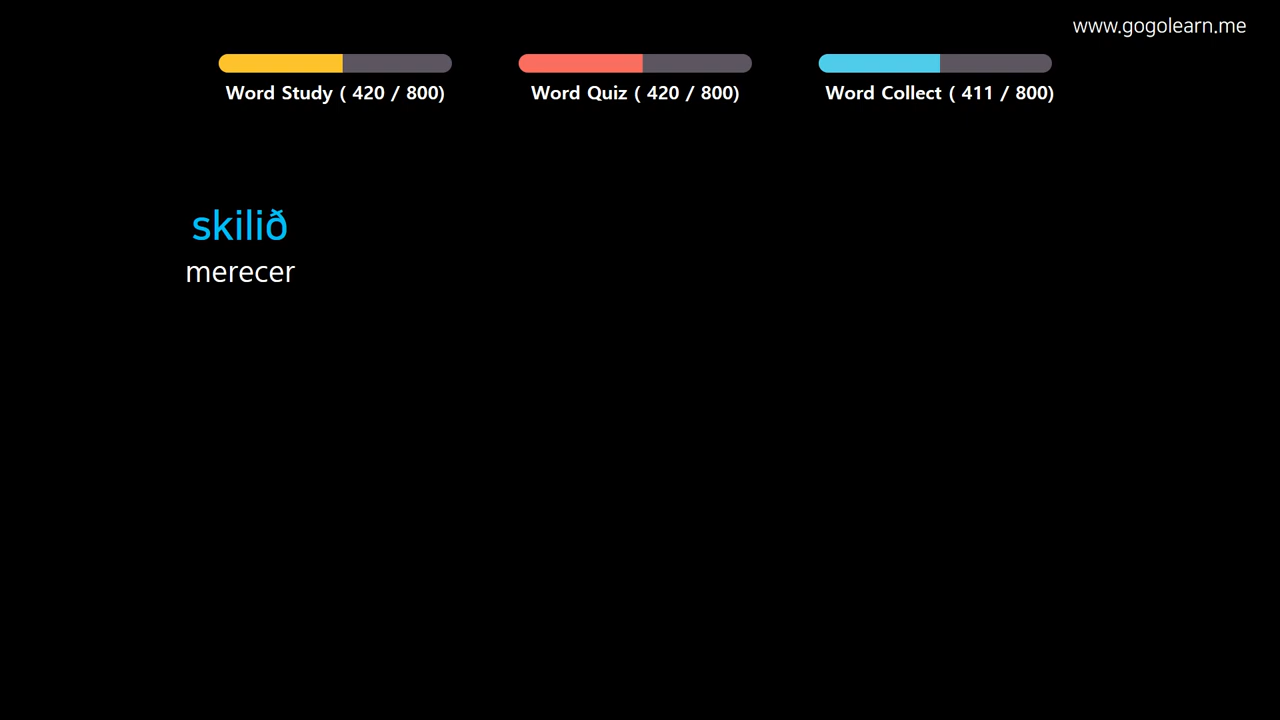 www.gogolearn.me
Word Study ( 420 / 800)
Word Quiz ( 420 / 800)
Word Collect ( 411 / 800)
skilið
merecer